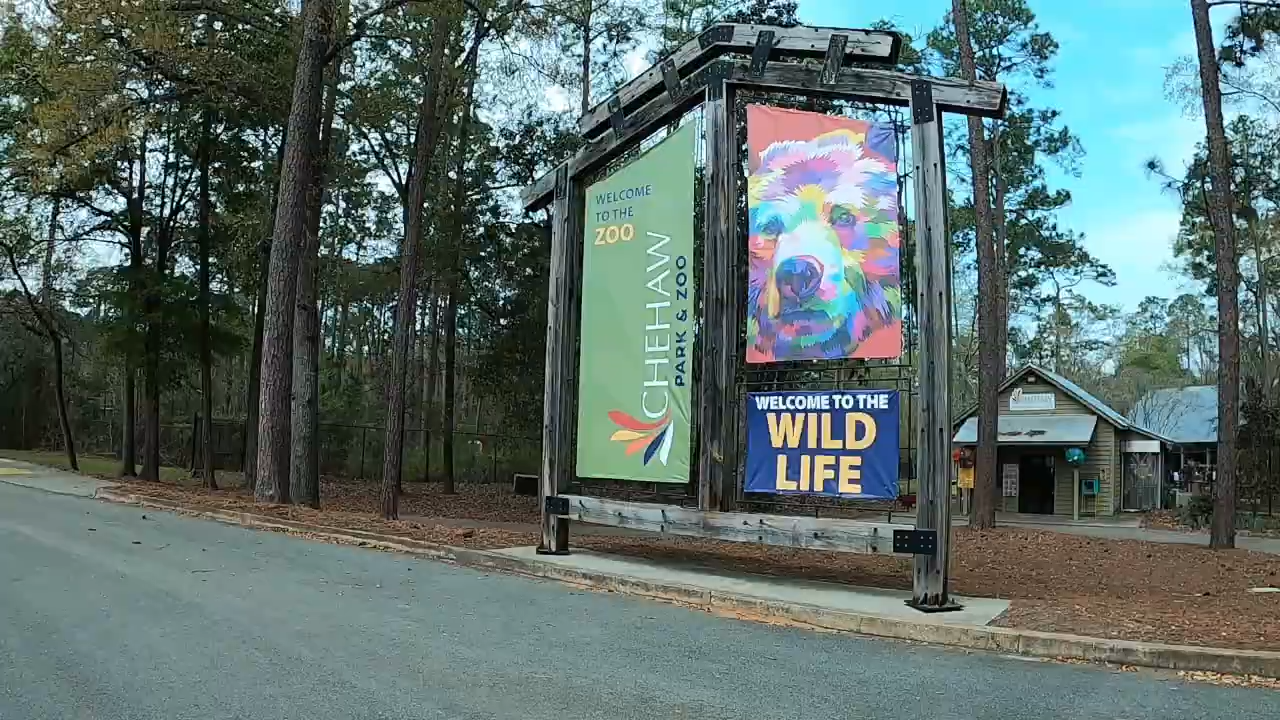 WELCOME
TO THE
ZOO
CHEHAW
PARK & ZOO
WELCOME TO THE
WILD
LIFE